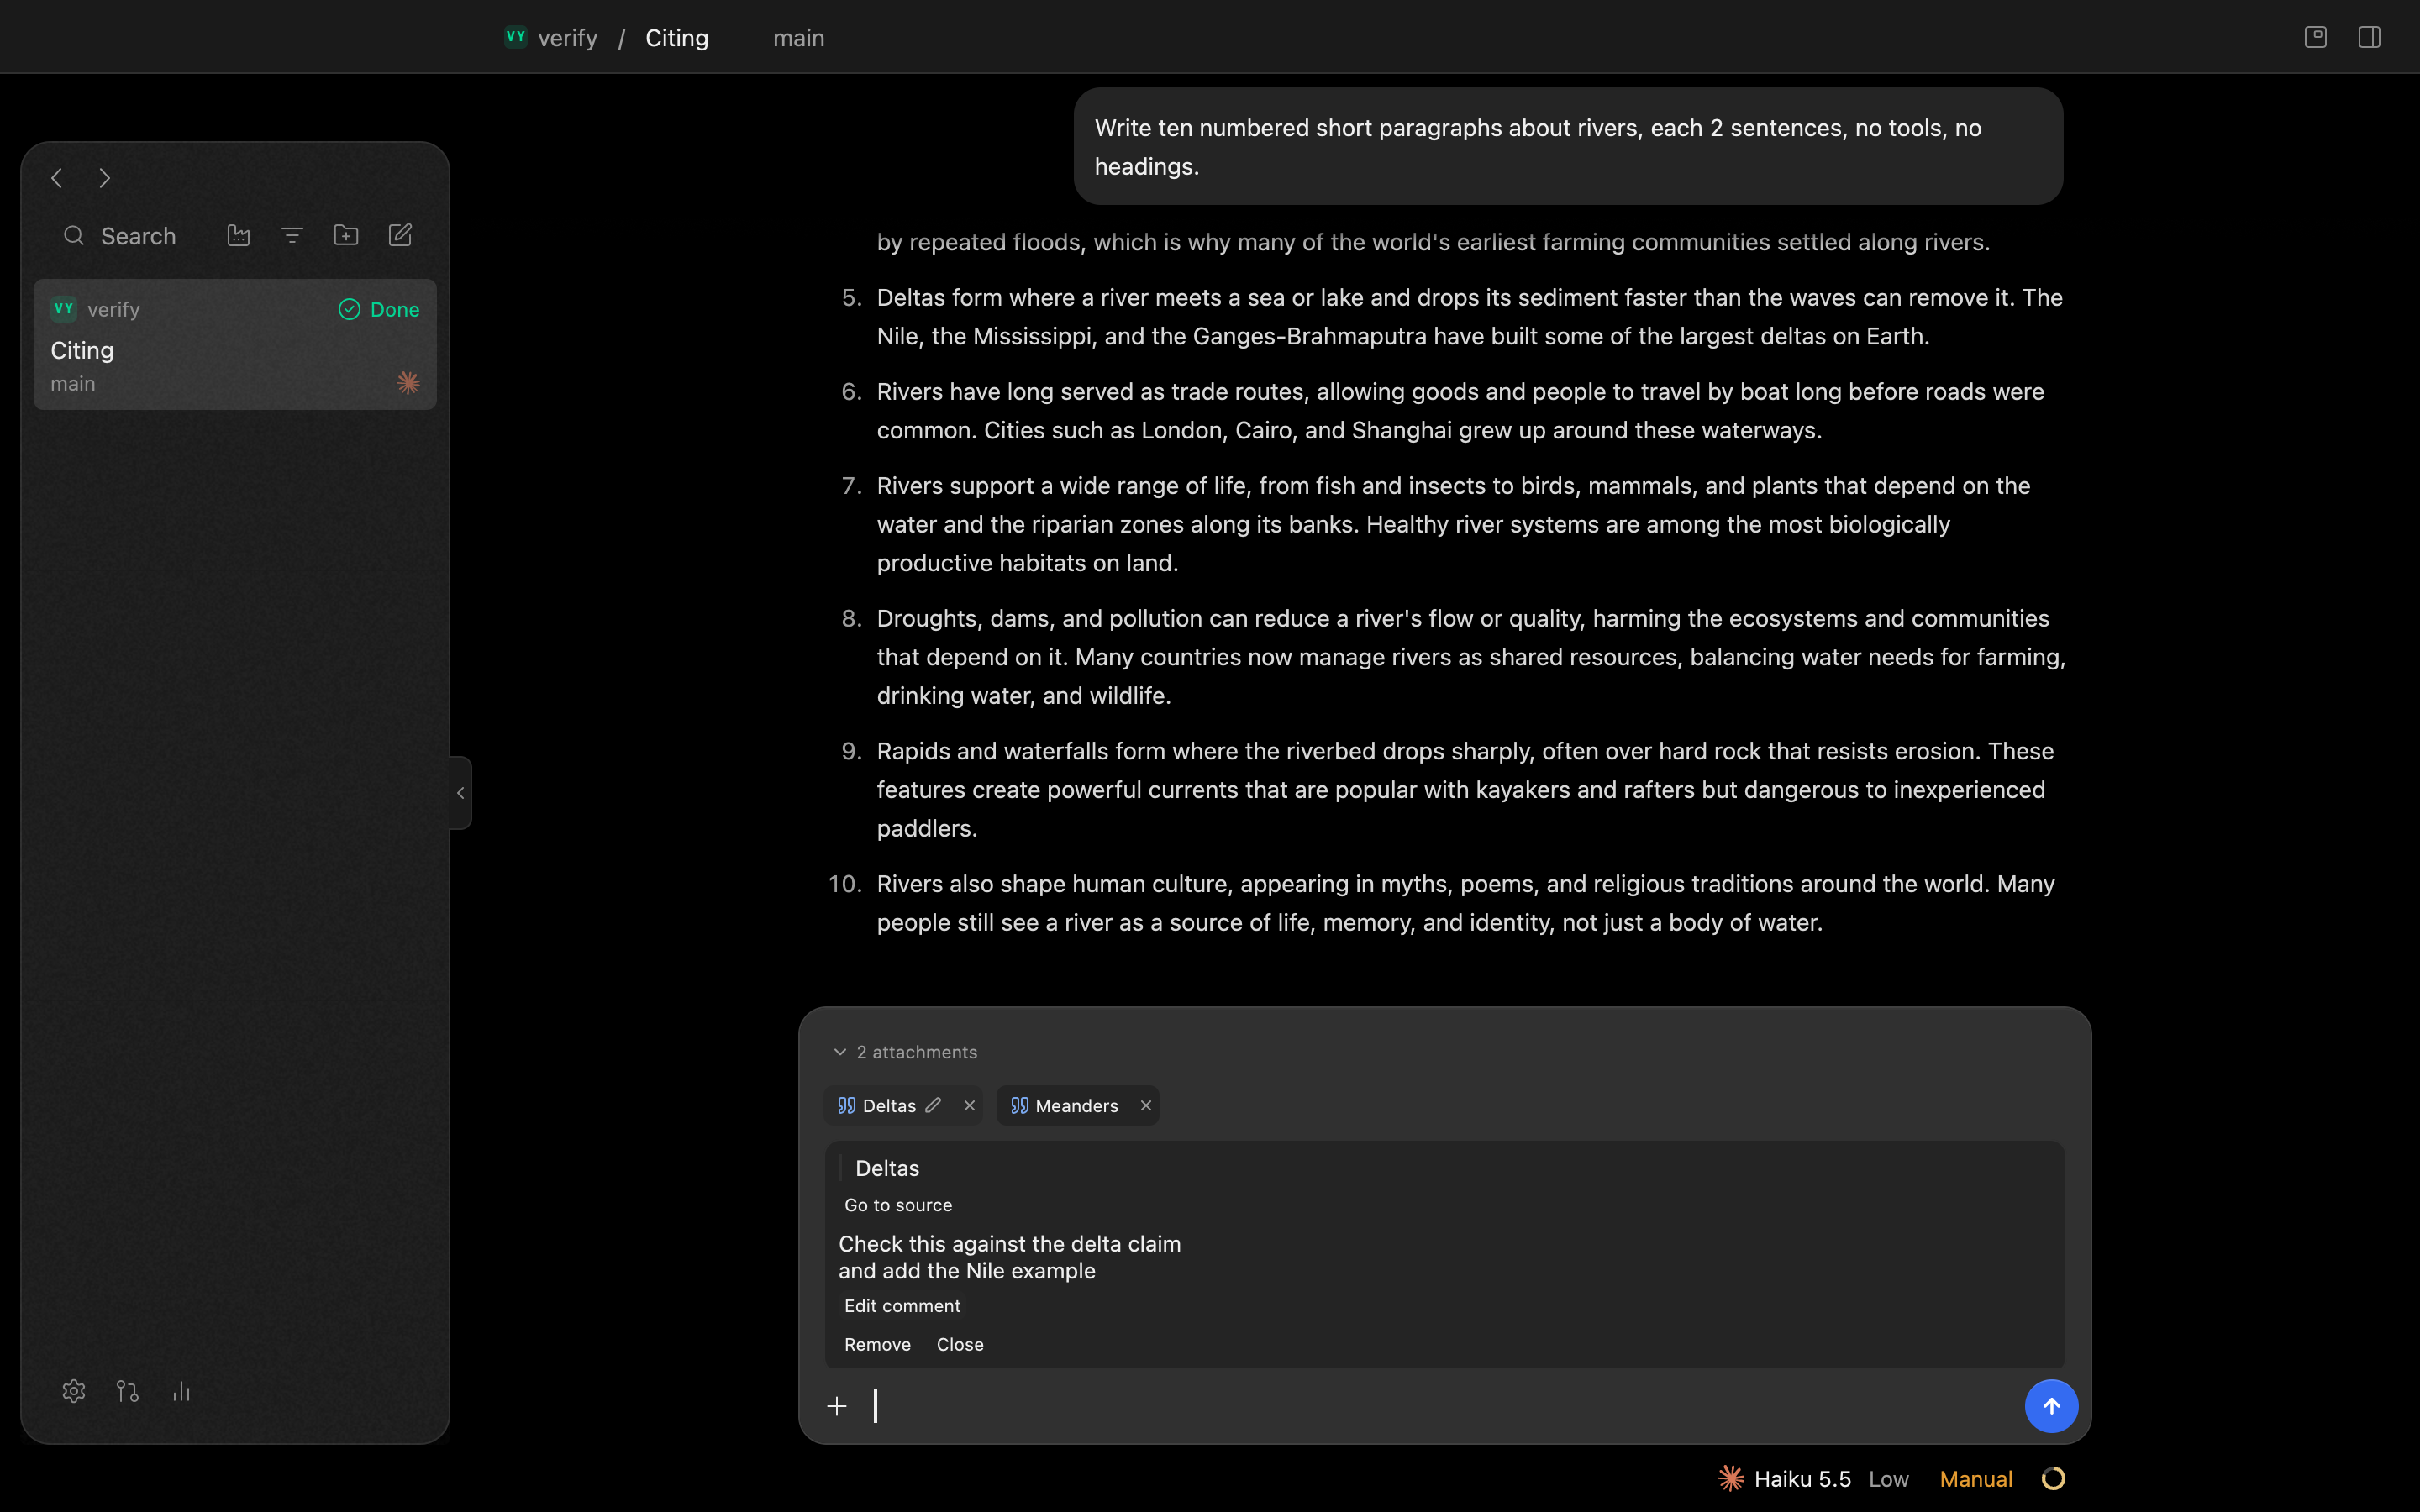 VY verify / Citing main
Write ten numbered short paragraphs about rivers, each 2 sentences, no tools, no
headings.
Search
VY verify Done
Citing
main
by repeated floods, which is why many of the world's earliest farming communities settled along rivers.
5. Deltas form where a river meets a sea or lake and drops its sediment faster than the waves can remove it. The
Nile, the Mississippi, and the Ganges-Brahmaputra have built some of the largest deltas on Earth.
6. Rivers have long served as trade routes, allowing goods and people to travel by boat long before roads were
common. Cities such as London, Cairo, and Shanghai grew up around these waterways.
7. Rivers support a wide range of life, from fish and insects to birds, mammals, and plants that depend on the
water and the riparian zones along its banks. Healthy river systems are among the most biologically
productive habitats on land.
8. Droughts, dams, and pollution can reduce a river's flow or quality, harming the ecosystems and communities
that depend on it. Many countries now manage rivers as shared resources, balancing water needs for farming,
drinking water, and wildlife.
9. Rapids and waterfalls form where the riverbed drops sharply, often over hard rock that resists erosion. These
features create powerful currents that are popular with kayakers and rafters but dangerous to inexperienced
paddlers.
10. Rivers also shape human culture, appearing in myths, poems, and religious traditions around the world. Many
people still see a river as a source of life, memory, and identity, not just a body of water.
2 attachments
Deltas Meanders
Deltas
Go to source
Check this against the delta claim
and add the Nile example
Edit comment
Remove Close
Haiku 5.5 Low Manual